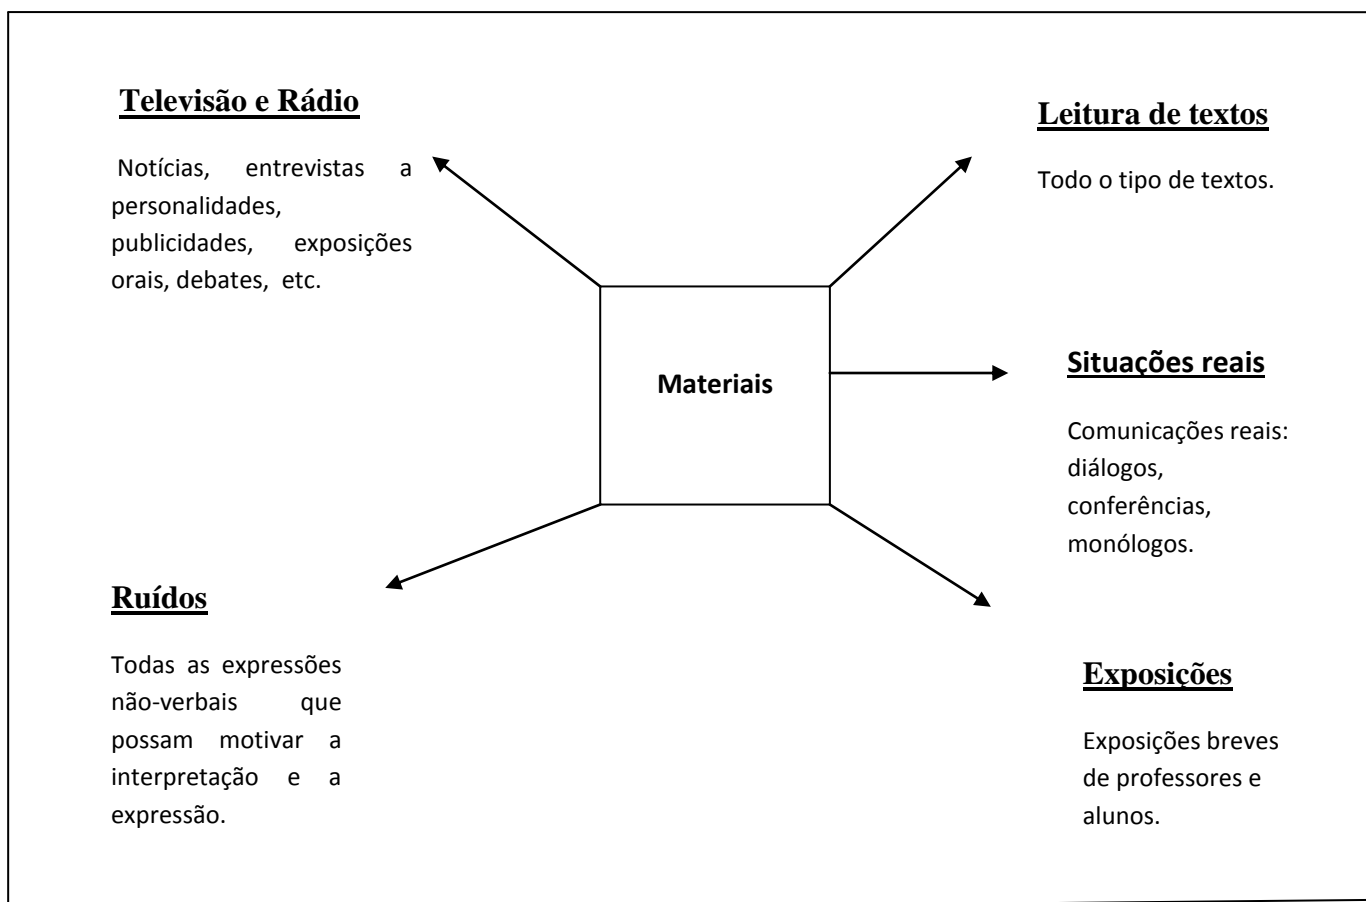 Televisão e Rádio
Notícias, entrevistas a
personalidades,
publicidades, exposições
orais, debates, etc.
Leitura de textos
Todo o tipo de textos.
Materiais
Situações reais
Comunicações reais:
diálogos,
conferências,
monólogos.
Ruídos
Todas as expressões
não-verbais que
possam motivar a
interpretação e a
expressão.
Exposições
Exposições breves
de professores e
alunos.